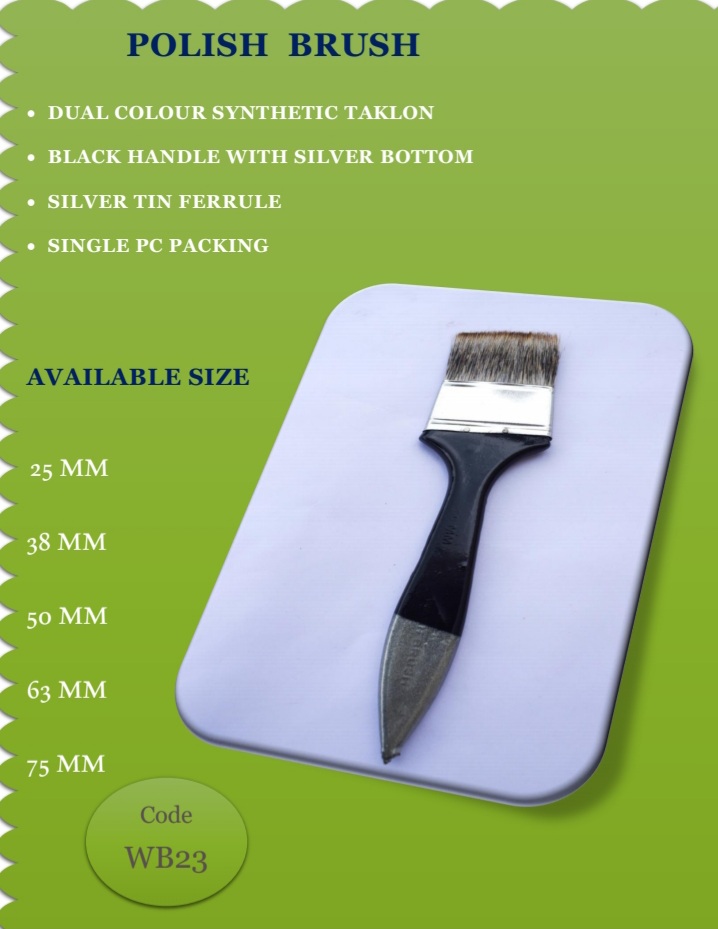 POLISH BRUSH
• DUAL COLOUR SYNTHETIC TAKLON
• BLACK HANDLE WITH SILVER BOTTOM
• SILVER TIN FERRULE
• SINGLE PC PACKING
AVAILABLE SIZE
25 MM
38 MM
50 MM
63 MM
75 MM
Code
WB23